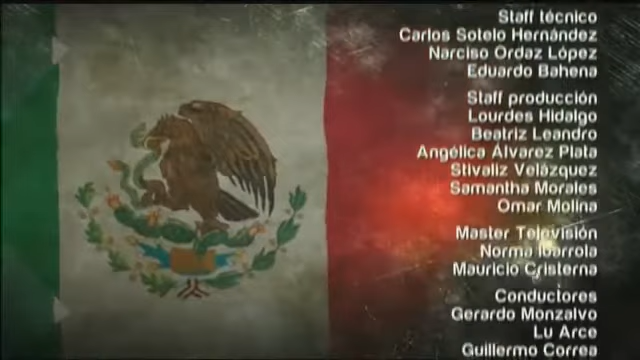 Staff técnico
Carlos Sotelo Hernández
Narciso Ordaz López
Eduardo Bahena
Staff producción
Lourdes Hidalgo
Beatriz Leandro
Angélica Álvarez Plata
Stivaliz Velázquez
Samantha Morales
Omar Molina
Master Televisión
Norma Ibarrola
Mauricio Cristerna
Conductores
Gerardo Monzalvo
Lu Arce
Guillermo Correa